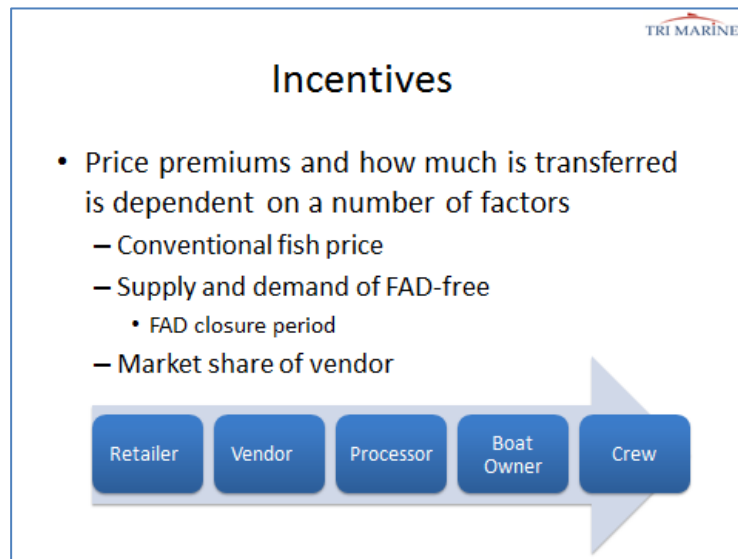 TRI MARINE
Incentives
• Price premiums and how much is transferred
is dependent on a number of factors
– Conventional fish price
– Supply and demand of FAD-free
• FAD closure period
– Market share of vendor
Retailer
Vendor
Processor
Boat
Owner
Crew